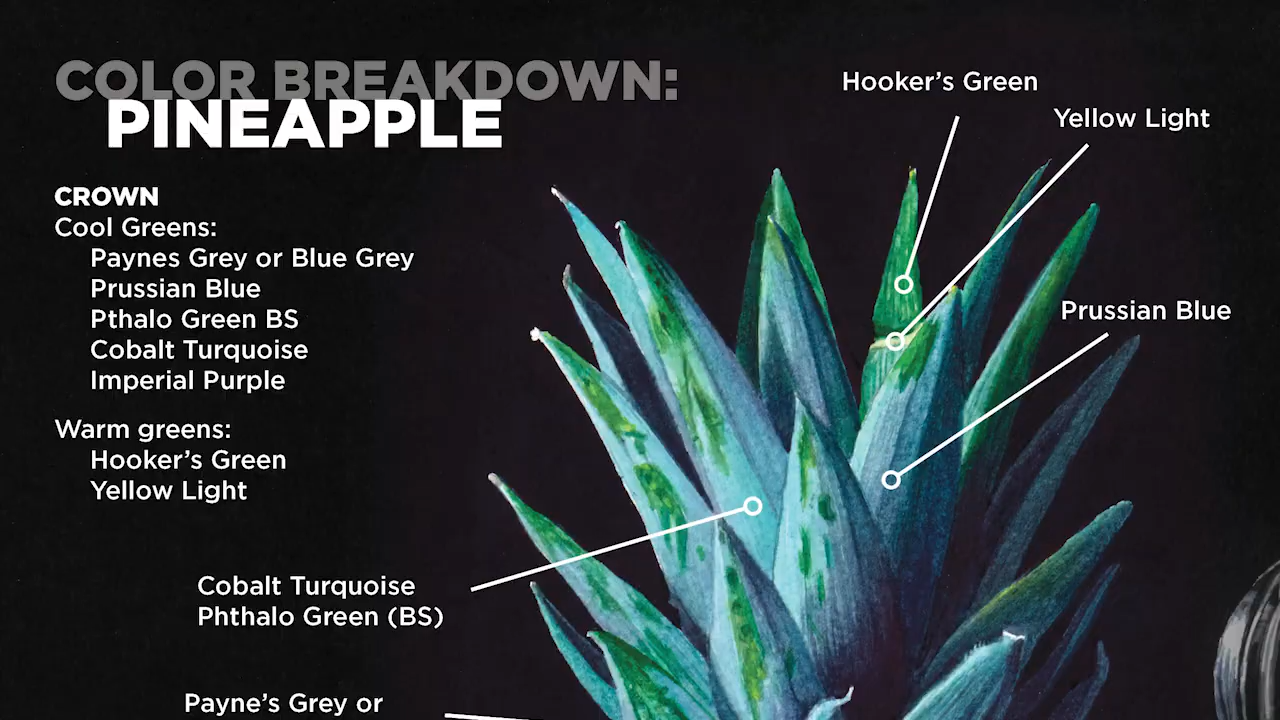 COLOR BREAKDOWN:
PINEAPPLE
CROWN
Cool Greens:
Paynes Grey or Blue Grey
Prussian Blue
Pthalo Green BS
Cobalt Turquoise
Imperial Purple
Warm greens:
Hooker's Green
Yellow Light
Hooker's Green
Yellow Light
Prussian Blue
Cobalt Turquoise
Phthalo Green (BS)
Payne's Grey or